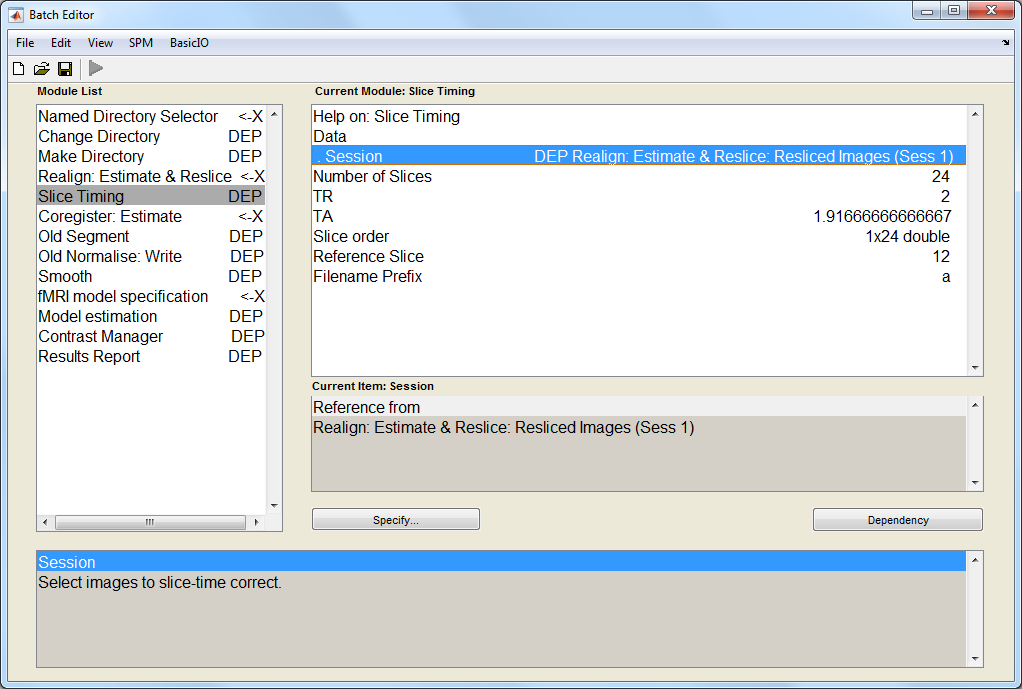 Batch Editor
File Edit View SPM BasicIO
Module List
Named Directory Selector <-X
Change Directory DEP
Make Directory DEP
Realign: Estimate & Reslice <-X
Slice Timing DEP
Coregister: Estimate <-X
Old Segment DEP
Old Normalise: Write DEP
Smooth DEP
fMRI model specification <-X
Model estimation DEP
Contrast Manager DEP
Results Report DEP
Current Module: Slice Timing
Help on: Slice Timing
Data
. Session DEP Realign: Estimate & Reslice: Resliced Images (Sess 1)
Number of Slices 24
TR 2
TA 1.91666666666667
Slice order 1x24 double
Reference Slice 12
Filename Prefix a
Current Item: Session
Reference from
Realign: Estimate & Reslice: Resliced Images (Sess 1)
Specify... Dependency
Session
Select images to slice-time correct.